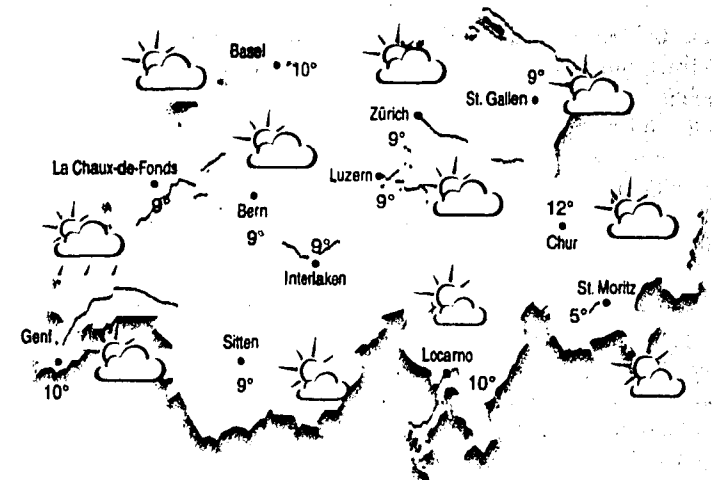 Basel
10°
9°
St. Gallen
Zürich
9°
La Chaux-de-Fonds
9°
Luzern
9°
Bern
9°
12°
Chur
9°
Interlaken
St. Moritz
5°
Genf
10°
Sitten
9°
Locarno
10°